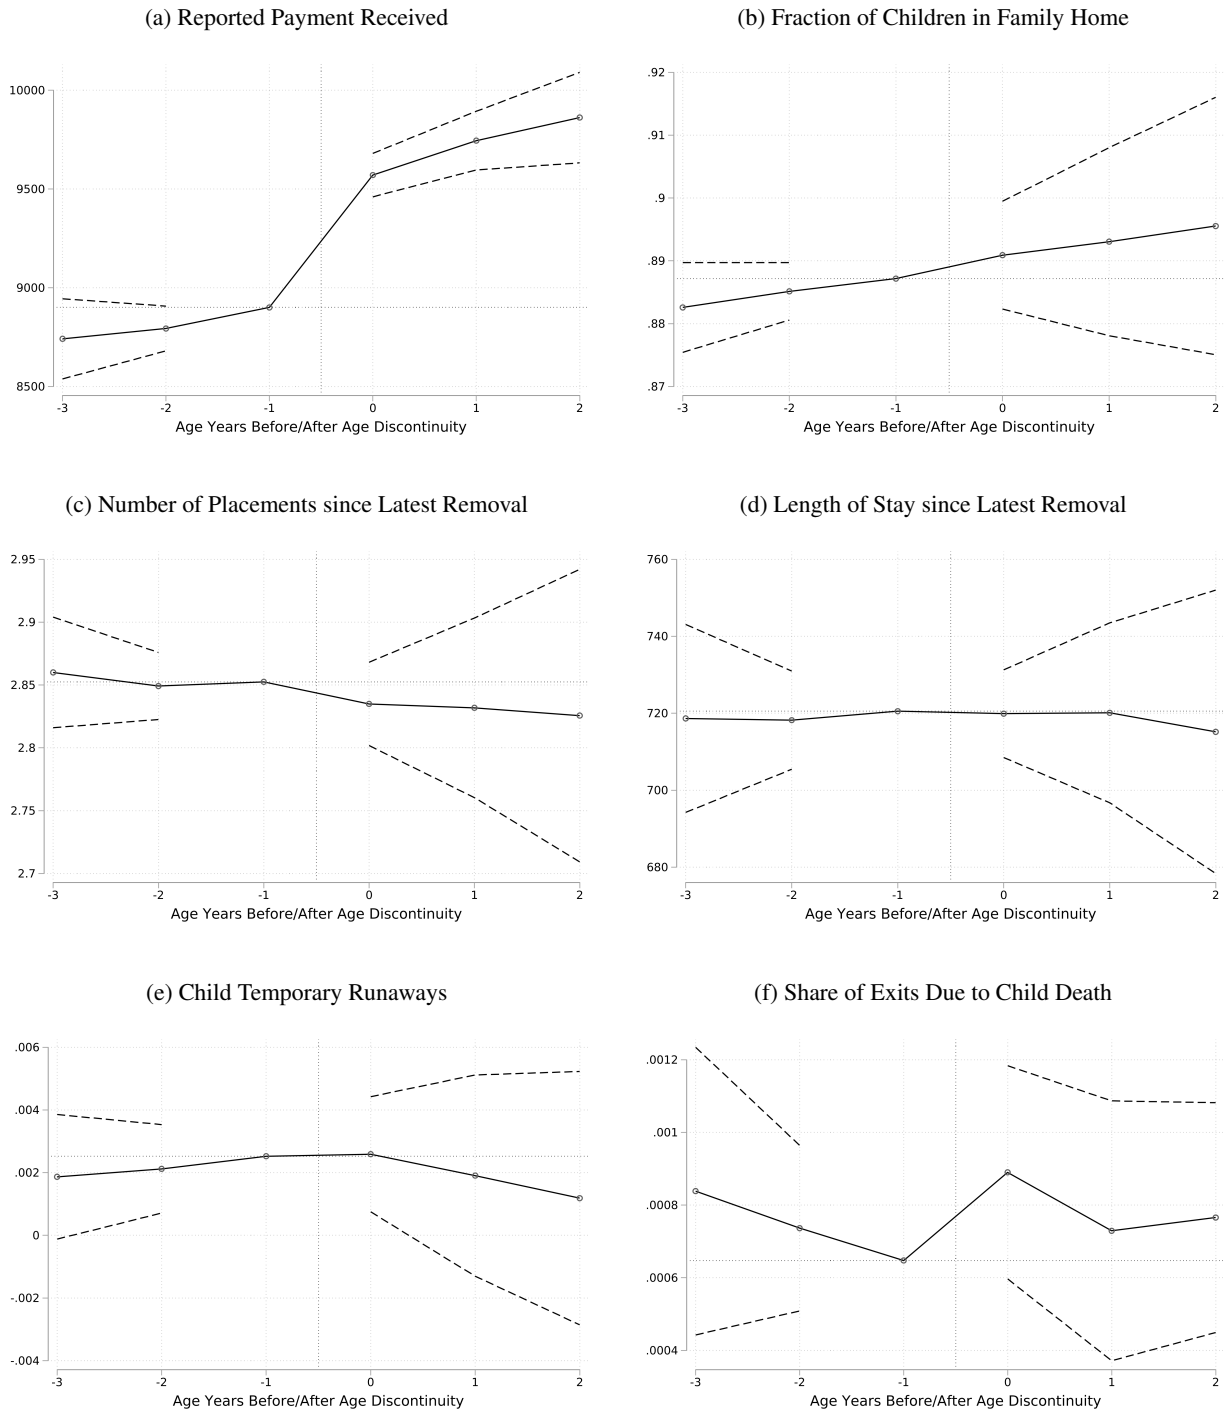 (a) Reported Payment Received
10000
9500
9000
8500
-3 -2 -1 0 1 2
Age Years Before/After Age Discontinuity
(b) Fraction of Children in Family Home
.92
.91
.9
.89
.88
.87
-3 -2 -1 0 1 2
Age Years Before/After Age Discontinuity
(c) Number of Placements since Latest Removal
2.95
2.9
2.85
2.8
2.75
2.7
-3 -2 -1 0 1 2
Age Years Before/After Age Discontinuity
(d) Length of Stay since Latest Removal
760
740
720
700
680
-3 -2 -1 0 1 2
Age Years Before/After Age Discontinuity
(e) Child Temporary Runaways
.006
.004
.002
0
-.002
-.004
-3 -2 -1 0 1 2
Age Years Before/After Age Discontinuity
(f) Share of Exits Due to Child Death
.0012
.001
.0008
.0006
.0004
-3 -2 -1 0 1 2
Age Years Before/After Age Discontinuity